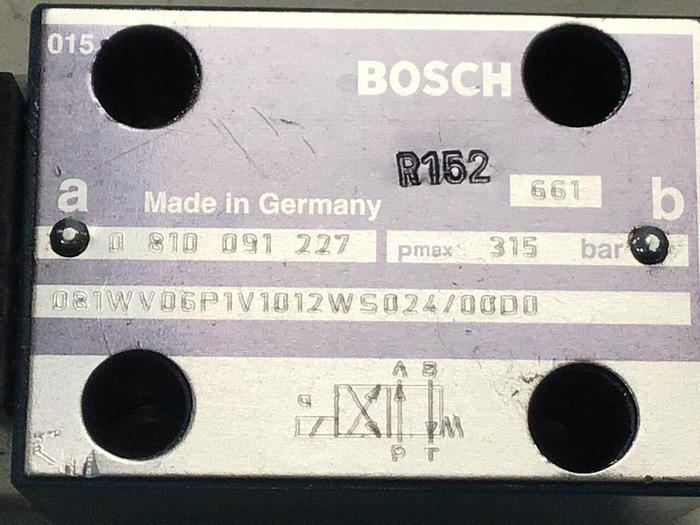 015
BOSCH
R152
661
a
b
Made in Germany
0 810 091 227
pmax 315 bar
081WV06P1V1012WS024/00D0
A B
a
P T